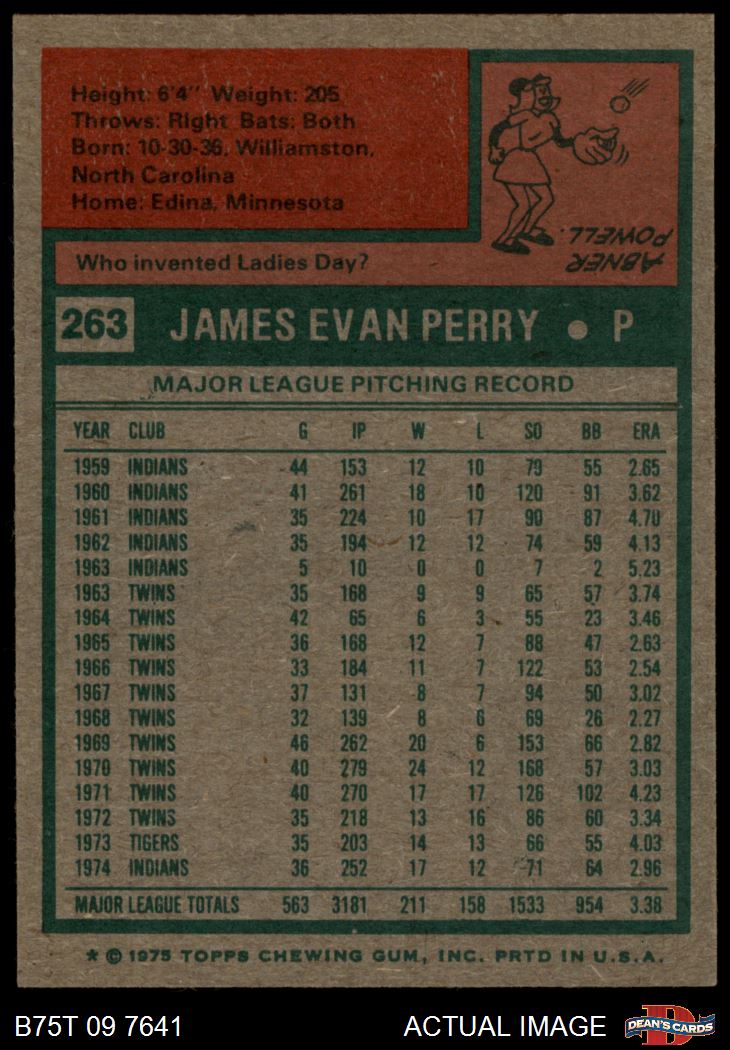 Height: 6'4" Weight: 205
Throws: Right Bats: Both
Born: 10-30-36, Williamston,
North Carolina
Home: Edina, Minnesota
ABNER
POWELL.
Who invented Ladies Day?
263 JAMES EVAN PERRY • P
MAJOR LEAGUE PITCHING RECORD
YEAR CLUB G IP W L SO BB ERA
1959 INDIANS 44 153 12 10 79 55 2.65
1960 INDIANS 41 261 18 10 120 91 3.62
1961 INDIANS 35 224 10 17 90 87 4.70
1962 INDIANS 35 194 12 12 74 59 4.13
1963 INDIANS 5 10 0 0 7 2 5.23
1963 TWINS 35 168 9 9 65 57 3.74
1964 TWINS 42 65 6 3 55 23 3.46
1965 TWINS 36 168 12 7 88 47 2.63
1966 TWINS 33 184 11 7 122 53 2.54
1967 TWINS 37 131 8 7 94 50 3.02
1968 TWINS 32 139 8 6 69 26 2.27
1969 TWINS 46 262 20 6 153 66 2.82
1970 TWINS 40 279 24 12 168 57 3.03
1971 TWINS 40 270 17 17 126 102 4.23
1972 TWINS 35 218 13 16 86 60 3.34
1973 TIGERS 35 203 14 13 66 55 4.03
1974 INDIANS 36 252 17 12 71 64 2.96
MAJOR LEAGUE TOTALS 563 3181 211 158 1533 954 3.38
* © 1975 TOPPS CHEWING GUM, INC. PRTD IN U.S.A.
B75T 09 7641 ACTUAL IMAGE D DEAN'S CARDS